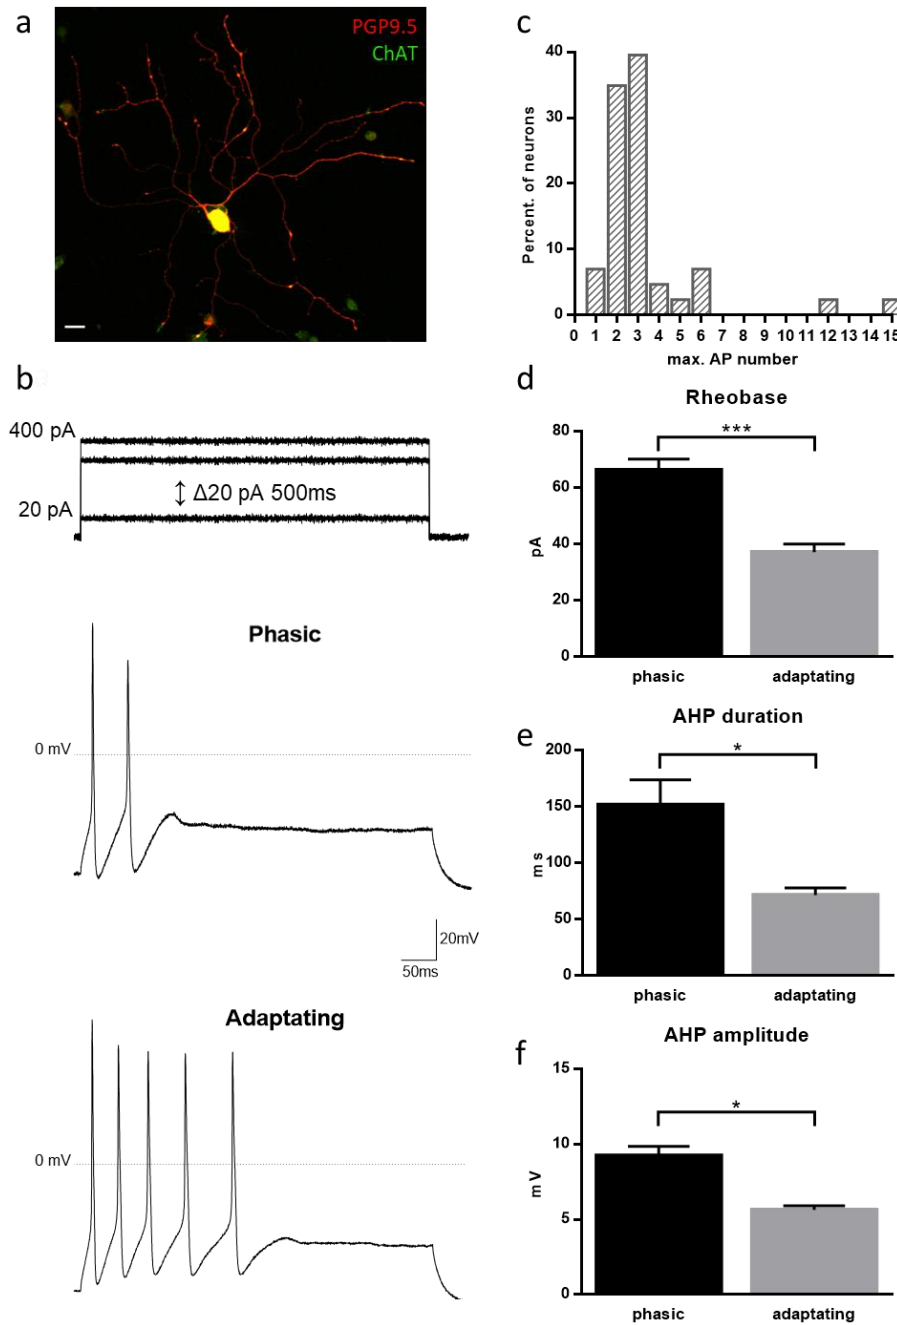 a
PGP9.5
ChAT
b
400 pA
20 pA
Δ20 pA 500ms
Phasic
0 mV
20mV
50ms
Adaptating
0 mV
c
40
30
20
10
0
Percent. of neurons
0 1 2 3 4 5 6 7 8 9 10 11 12 13 14 15
max. AP number
d
Rheobase
80
60
40
20
0
pA
***
phasic adaptating
e
AHP duration
200
150
100
50
0
ms
*
phasic adaptating
f
AHP amplitude
15
10
5
0
mV
*
phasic adaptating